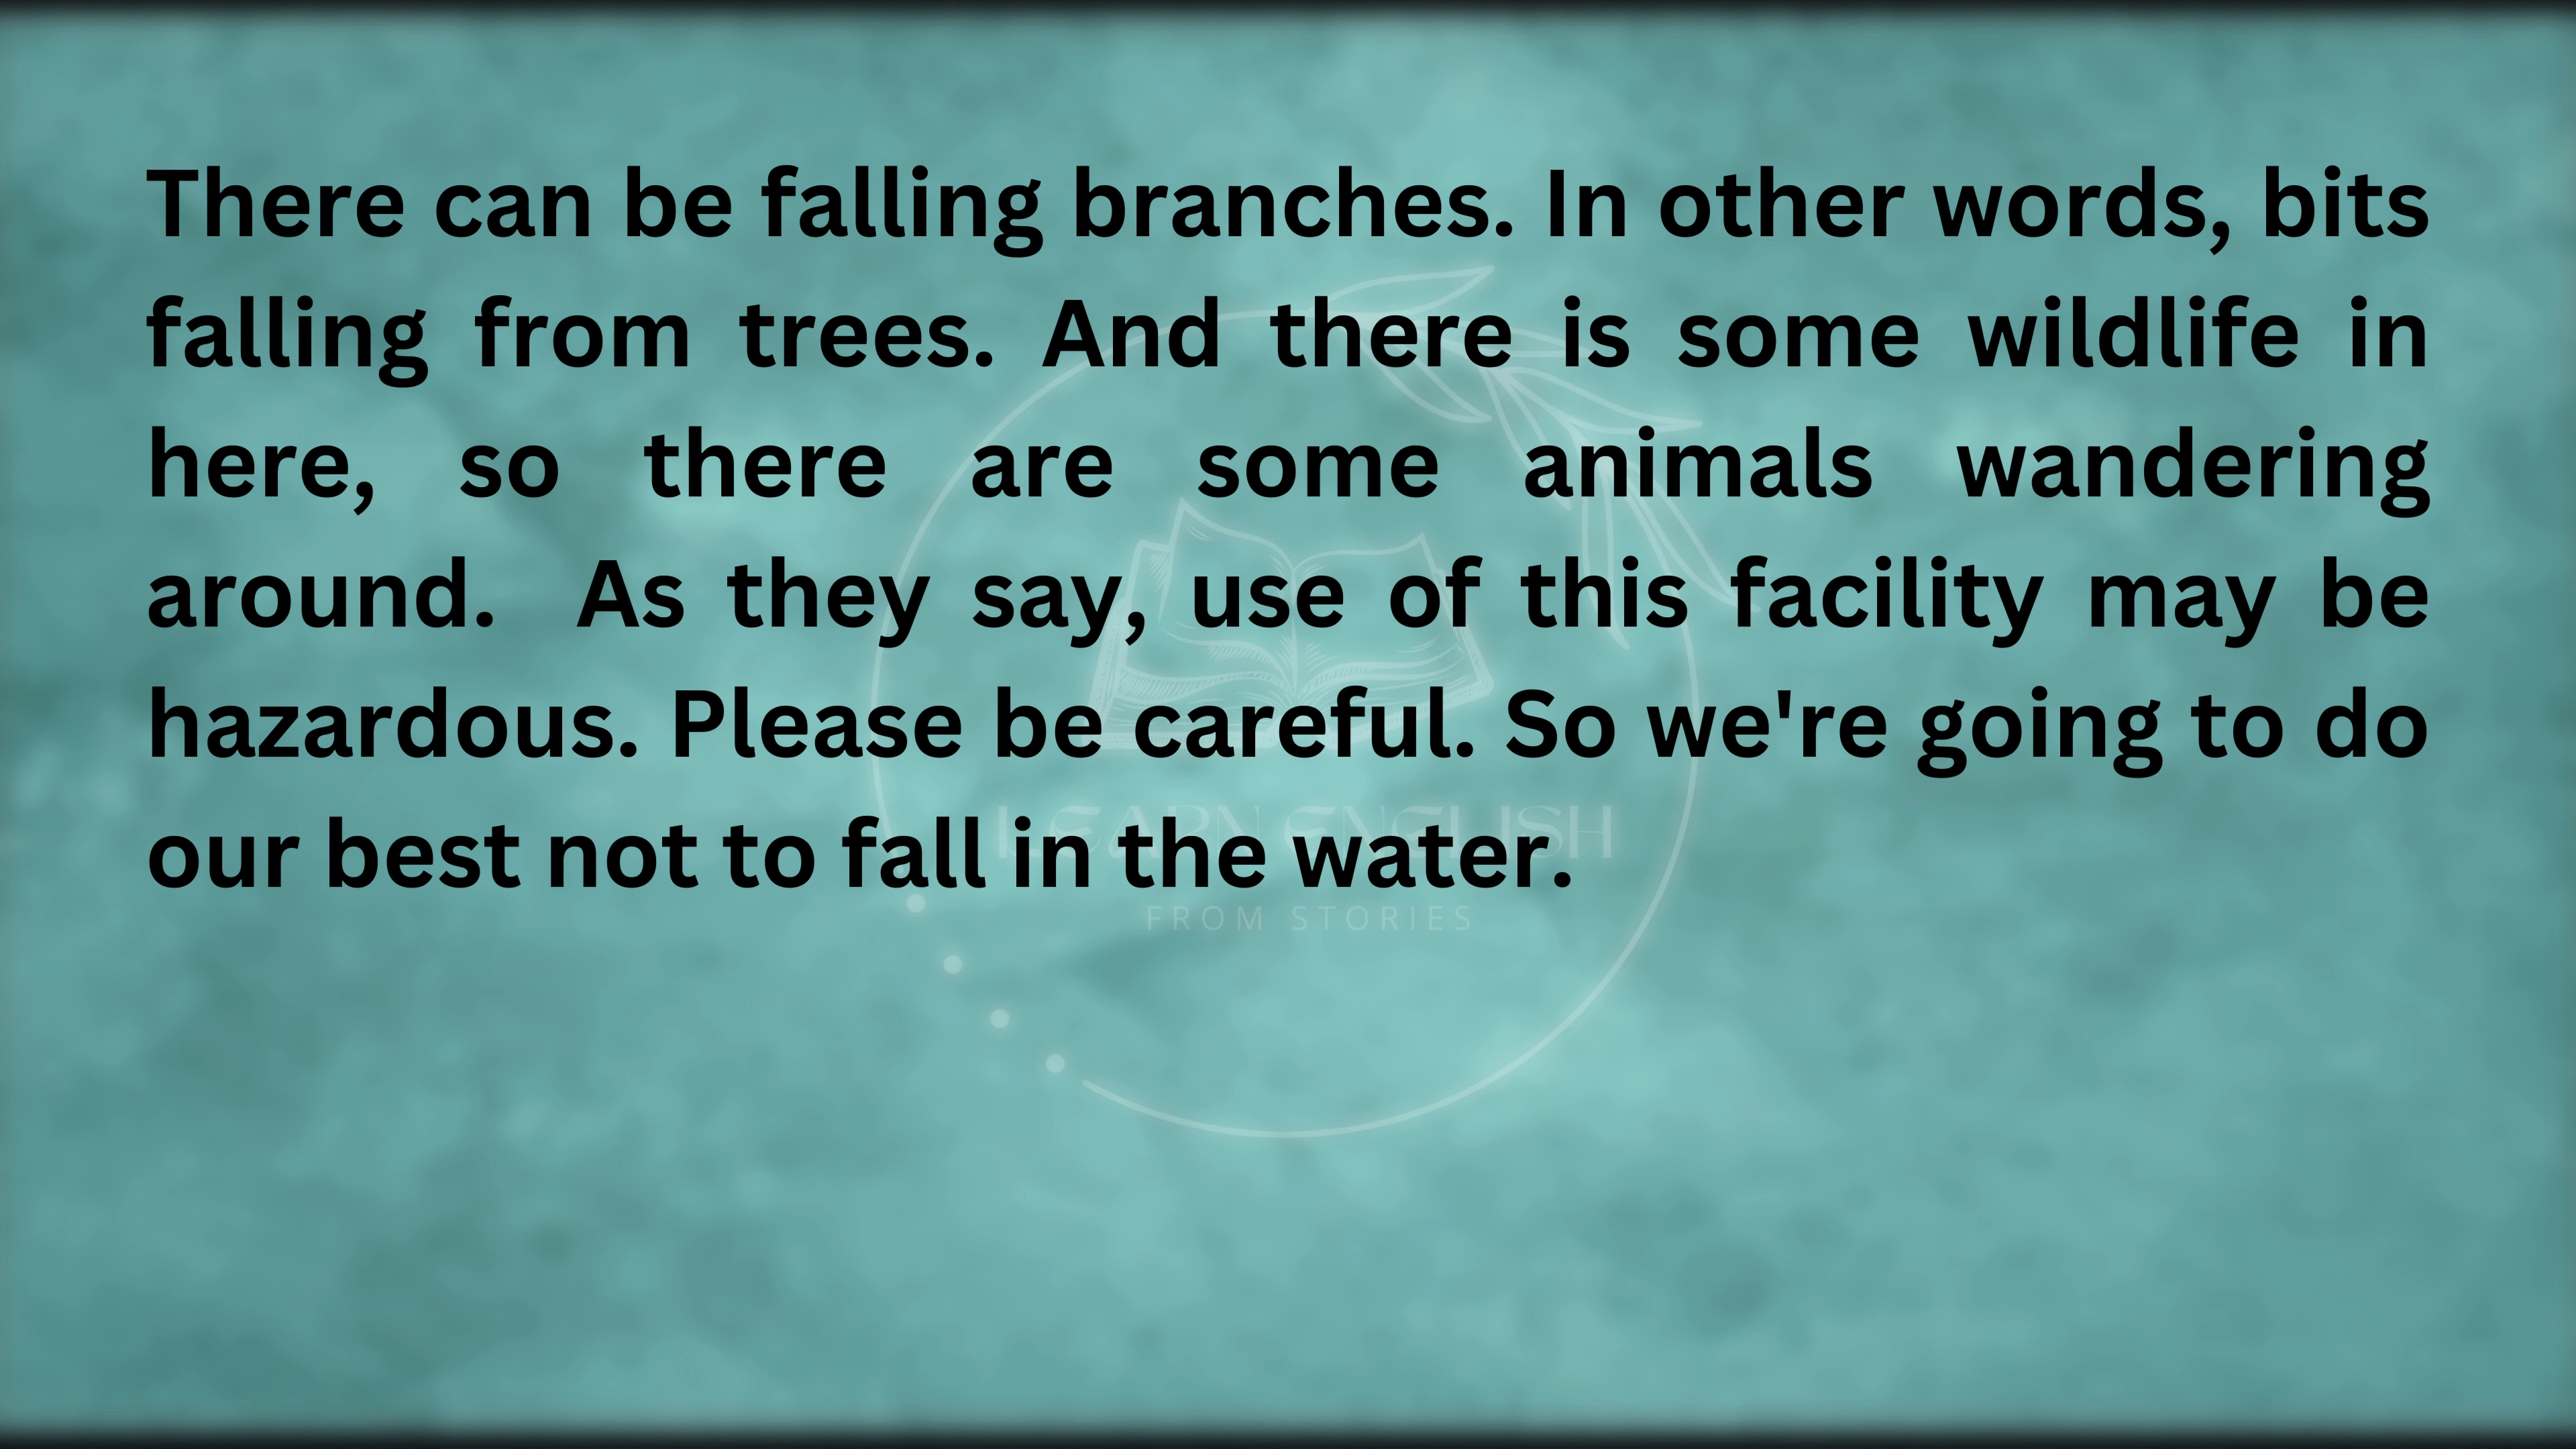 There can be falling branches. In other words, bits
falling from trees. And there is some wildlife in
here, so there are some animals wandering
around.  As they say, use of this facility may be
hazardous. Please be careful. So we're going to do
our best not to fall in the water.
LEARN ENGLISH
FROM STORIES